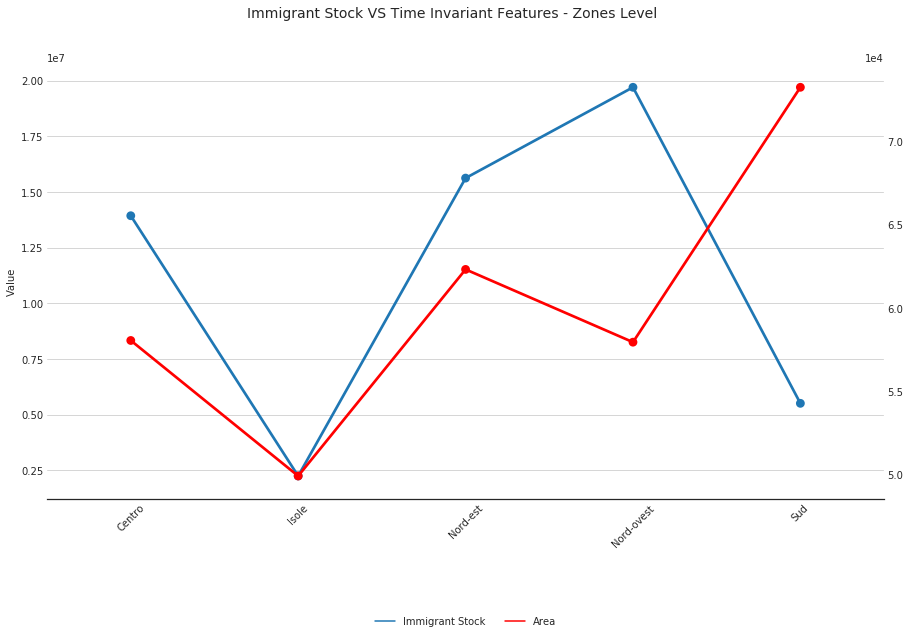 Immigrant Stock VS Time Invariant Features - Zones Level
1e7
1e4
2.00
1.75
1.50
1.25
1.00
0.75
0.50
0.25
Value
7.0
6.5
6.0
5.5
5.0
Centro
Isole
Nord-est
Nord-ovest
Sud
Immigrant Stock
Area